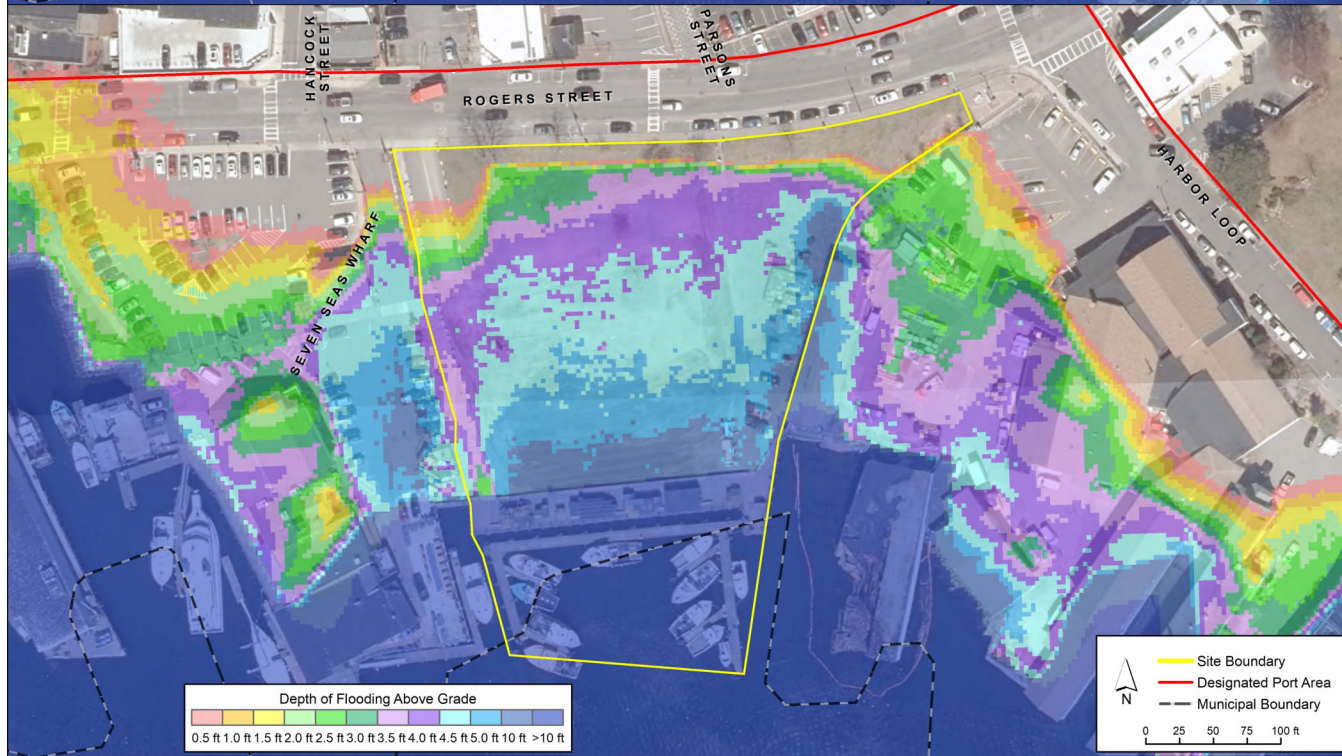 HANCOCK
STREET
PARSONS
STREET
ROGERS STREET
HARBOR LOOP
SEVEN SEAS WHARF
Depth of Flooding Above Grade
0.5 ft 1.0 ft 1.5 ft 2.0 ft 2.5 ft 3.0 ft 3.5 ft 4.0 ft 4.5 ft 5.0 ft 10 ft >10 ft
N
Site Boundary
Designated Port Area
Municipal Boundary
0 25 50 75 100 ft